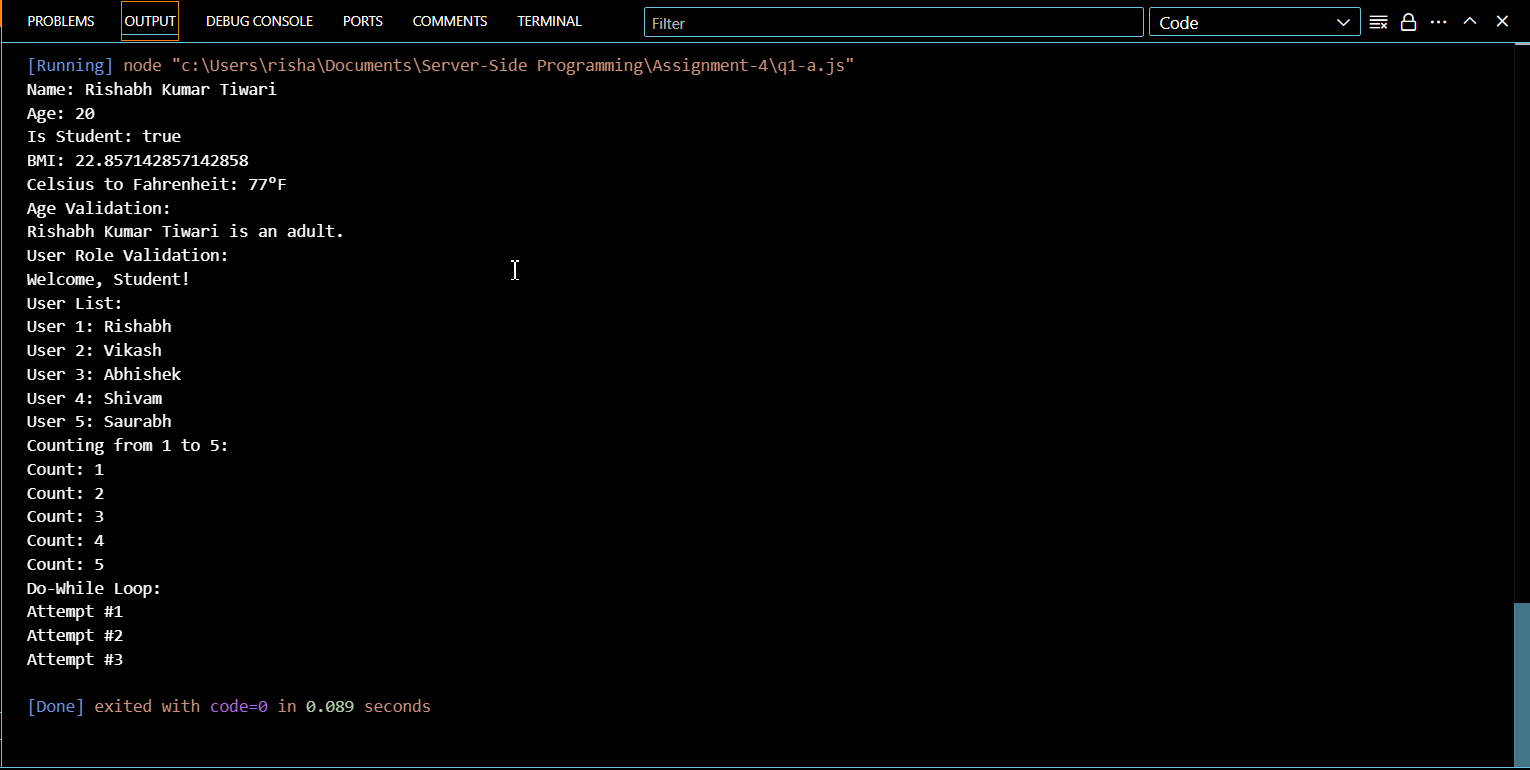 PROBLEMS OUTPUT DEBUG CONSOLE PORTS COMMENTS TERMINAL Filter Code
[Running] node "c:\Users\risha\Documents\Server-Side Programming\Assignment-4\q1-a.js"
Name: Rishabh Kumar Tiwari
Age: 20
Is Student: true
BMI: 22.857142857142858
Celsius to Fahrenheit: 77°F
Age Validation:
Rishabh Kumar Tiwari is an adult.
User Role Validation:
Welcome, Student!
User List:
User 1: Rishabh
User 2: Vikash
User 3: Abhishek
User 4: Shivam
User 5: Saurabh
Counting from 1 to 5:
Count: 1
Count: 2
Count: 3
Count: 4
Count: 5
Do-While Loop:
Attempt #1
Attempt #2
Attempt #3
[Done] exited with code=0 in 0.089 seconds